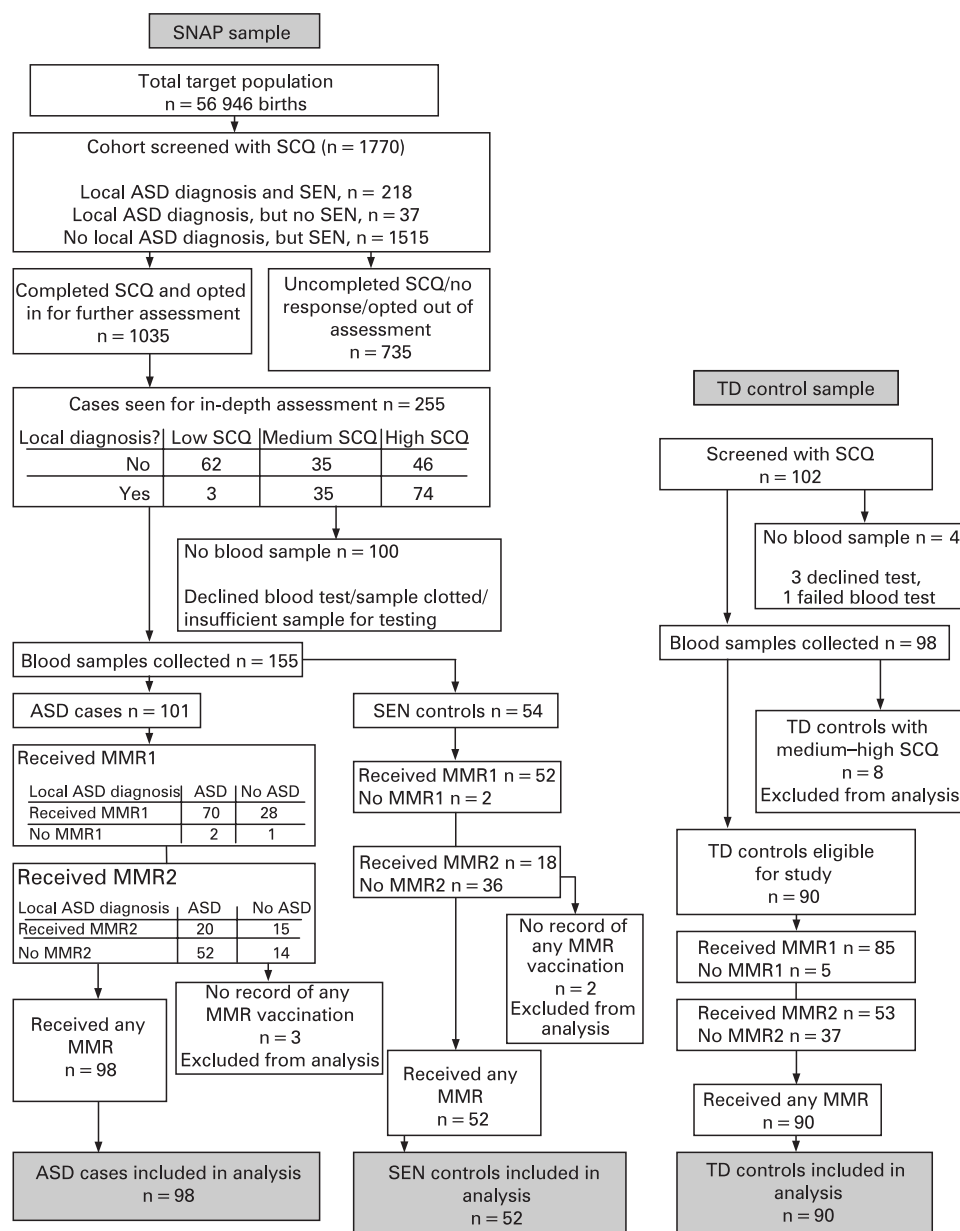 SNAP sample
Total target population
n = 56 946 births
Cohort screened with SCQ (n = 1770)
Local ASD diagnosis and SEN, n = 218
Local ASD diagnosis, but no SEN, n = 37
No local ASD diagnosis, but SEN, n = 1515
Completed SCQ and opted
in for further assessment
n = 1035
Uncompleted SCQ/no
response/opted out of
assessment
n = 735
Cases seen for in-depth assessment n = 255
Local diagnosis? Low SCQ Medium SCQ High SCQ
No 62 35 46
Yes 3 35 74
No blood sample n = 100
Declined blood test/sample clotted/
insufficient sample for testing
Blood samples collected n = 155
ASD cases n = 101
Received MMR1
Local ASD diagnosis ASD No ASD
Received MMR1 70 28
No MMR1 2 1
Received MMR2
Local ASD diagnosis ASD No ASD
Received MMR2 20 15
No MMR2 52 14
Received any
MMR
n = 98
No record of any
MMR vaccination
n = 3
Excluded from analysis
ASD cases included in analysis
n = 98
SEN controls n = 54
Received MMR1 n = 52
No MMR1 n = 2
Received MMR2 n = 18
No MMR2 n = 36
No record of
any MMR
vaccination
n = 2
Excluded from
analysis
Received any
MMR
n = 52
SEN controls included in
analysis
n = 52
TD control sample
Screened with SCQ
n = 102
No blood sample n = 4
3 declined test,
1 failed blood test
Blood samples collected n = 98
TD controls with
medium–high SCQ
n = 8
Excluded from analysis
TD controls eligible
for study
n = 90
Received MMR1 n = 85
No MMR1 n = 5
Received MMR2 n = 53
No MMR2 n = 37
Received any MMR
n = 90
TD controls included in
analysis
n = 90